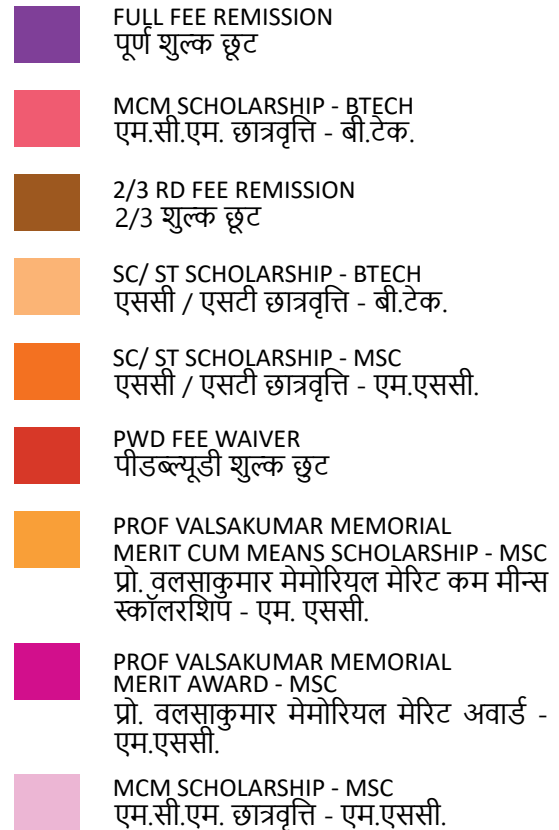 FULL FEE REMISSION
पूर्ण शुल्क छूट
MCM SCHOLARSHIP - BTECH
एम.सी.एम. छात्रवृत्ति - बी.टेक.
2/3 RD FEE REMISSION
2/3 शुल्क छूट
SC/ ST SCHOLARSHIP - BTECH
एससी / एसटी छात्रवृत्ति - बी.टेक.
SC/ ST SCHOLARSHIP - MSC
एससी / एसटी छात्रवृत्ति - एम.एससी.
PWD FEE WAIVER
पीडब्ल्यूडी शुल्क छुट
PROF VALSAKUMAR MEMORIAL
MERIT CUM MEANS SCHOLARSHIP - MSC
प्रो. वलसाकुमार मेमोरियल मेरिट कम मीन्स
स्कॉलरशिप - एम. एससी.
PROF VALSAKUMAR MEMORIAL
MERIT AWARD - MSC
प्रो. वलसाकुमार मेमोरियल मेरिट अवार्ड -
एम.एससी.
MCM SCHOLARSHIP - MSC
एम.सी.एम. छात्रवृत्ति - एम.एससी.